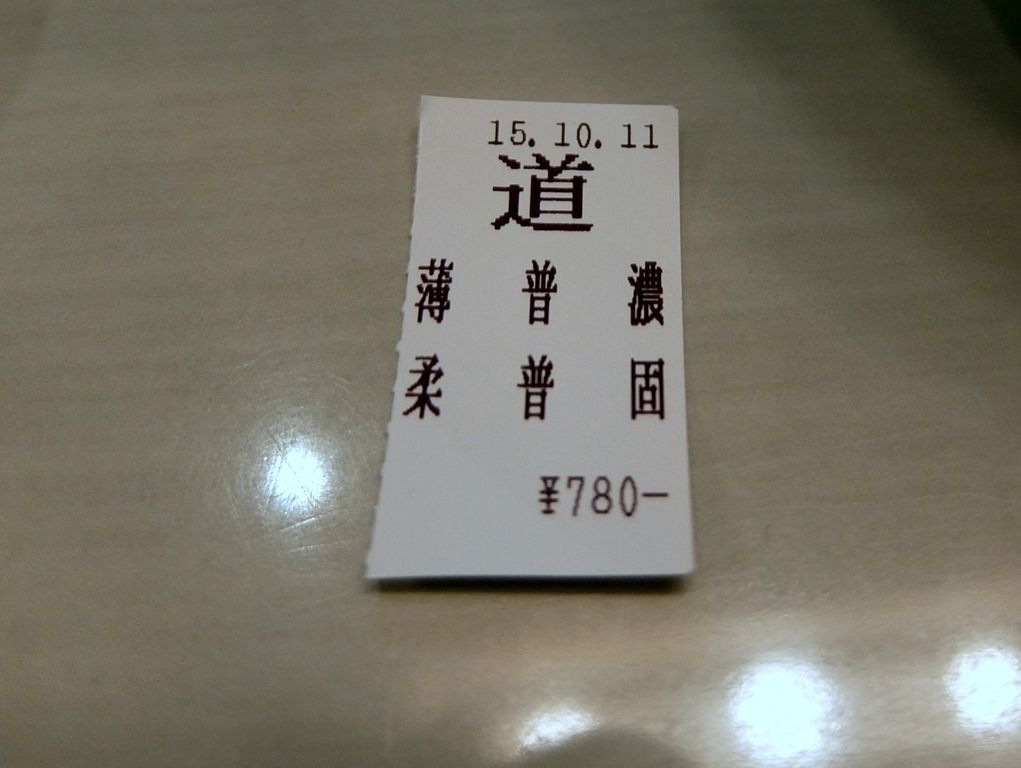 15.10.11
道
薄 普 濃
柔 普 固
¥780-